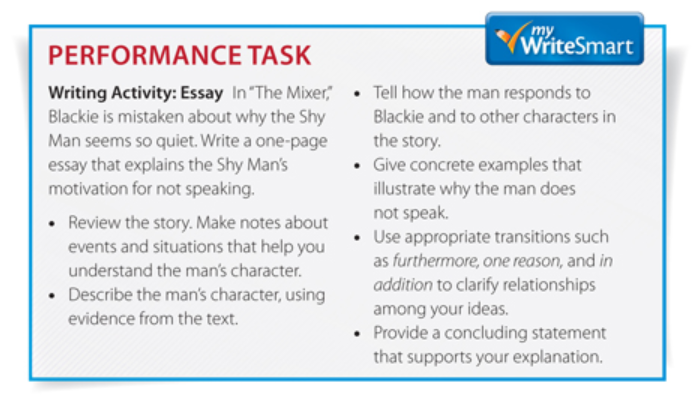 my
WriteSmart
PERFORMANCE TASK
Writing Activity: Essay In “The Mixer,”
Blackie is mistaken about why the Shy
Man seems so quiet. Write a one-page
essay that explains the Shy Man’s
motivation for not speaking.
• Review the story. Make notes about
events and situations that help you
understand the man’s character.
• Describe the man’s character, using
evidence from the text.
• Tell how the man responds to
Blackie and to other characters in
the story.
• Give concrete examples that
illustrate why the man does
not speak.
• Use appropriate transitions such
as furthermore, one reason, and in
addition to clarify relationships
among your ideas.
• Provide a concluding statement
that supports your explanation.